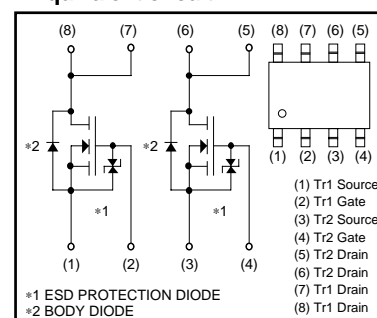 (8) (7) (6) (5)
(8) (7) (6) (5)
∗2 ∗2
∗1 ∗1
(1) (2) (3) (4)
(1) (2) (3) (4)
(1) Tr1 Source
(2) Tr1 Gate
(3) Tr2 Source
(4) Tr2 Gate
(5) Tr2 Drain
(6) Tr2 Drain
(7) Tr1 Drain
(8) Tr1 Drain
∗1 ESD PROTECTION DIODE
∗2 BODY DIODE